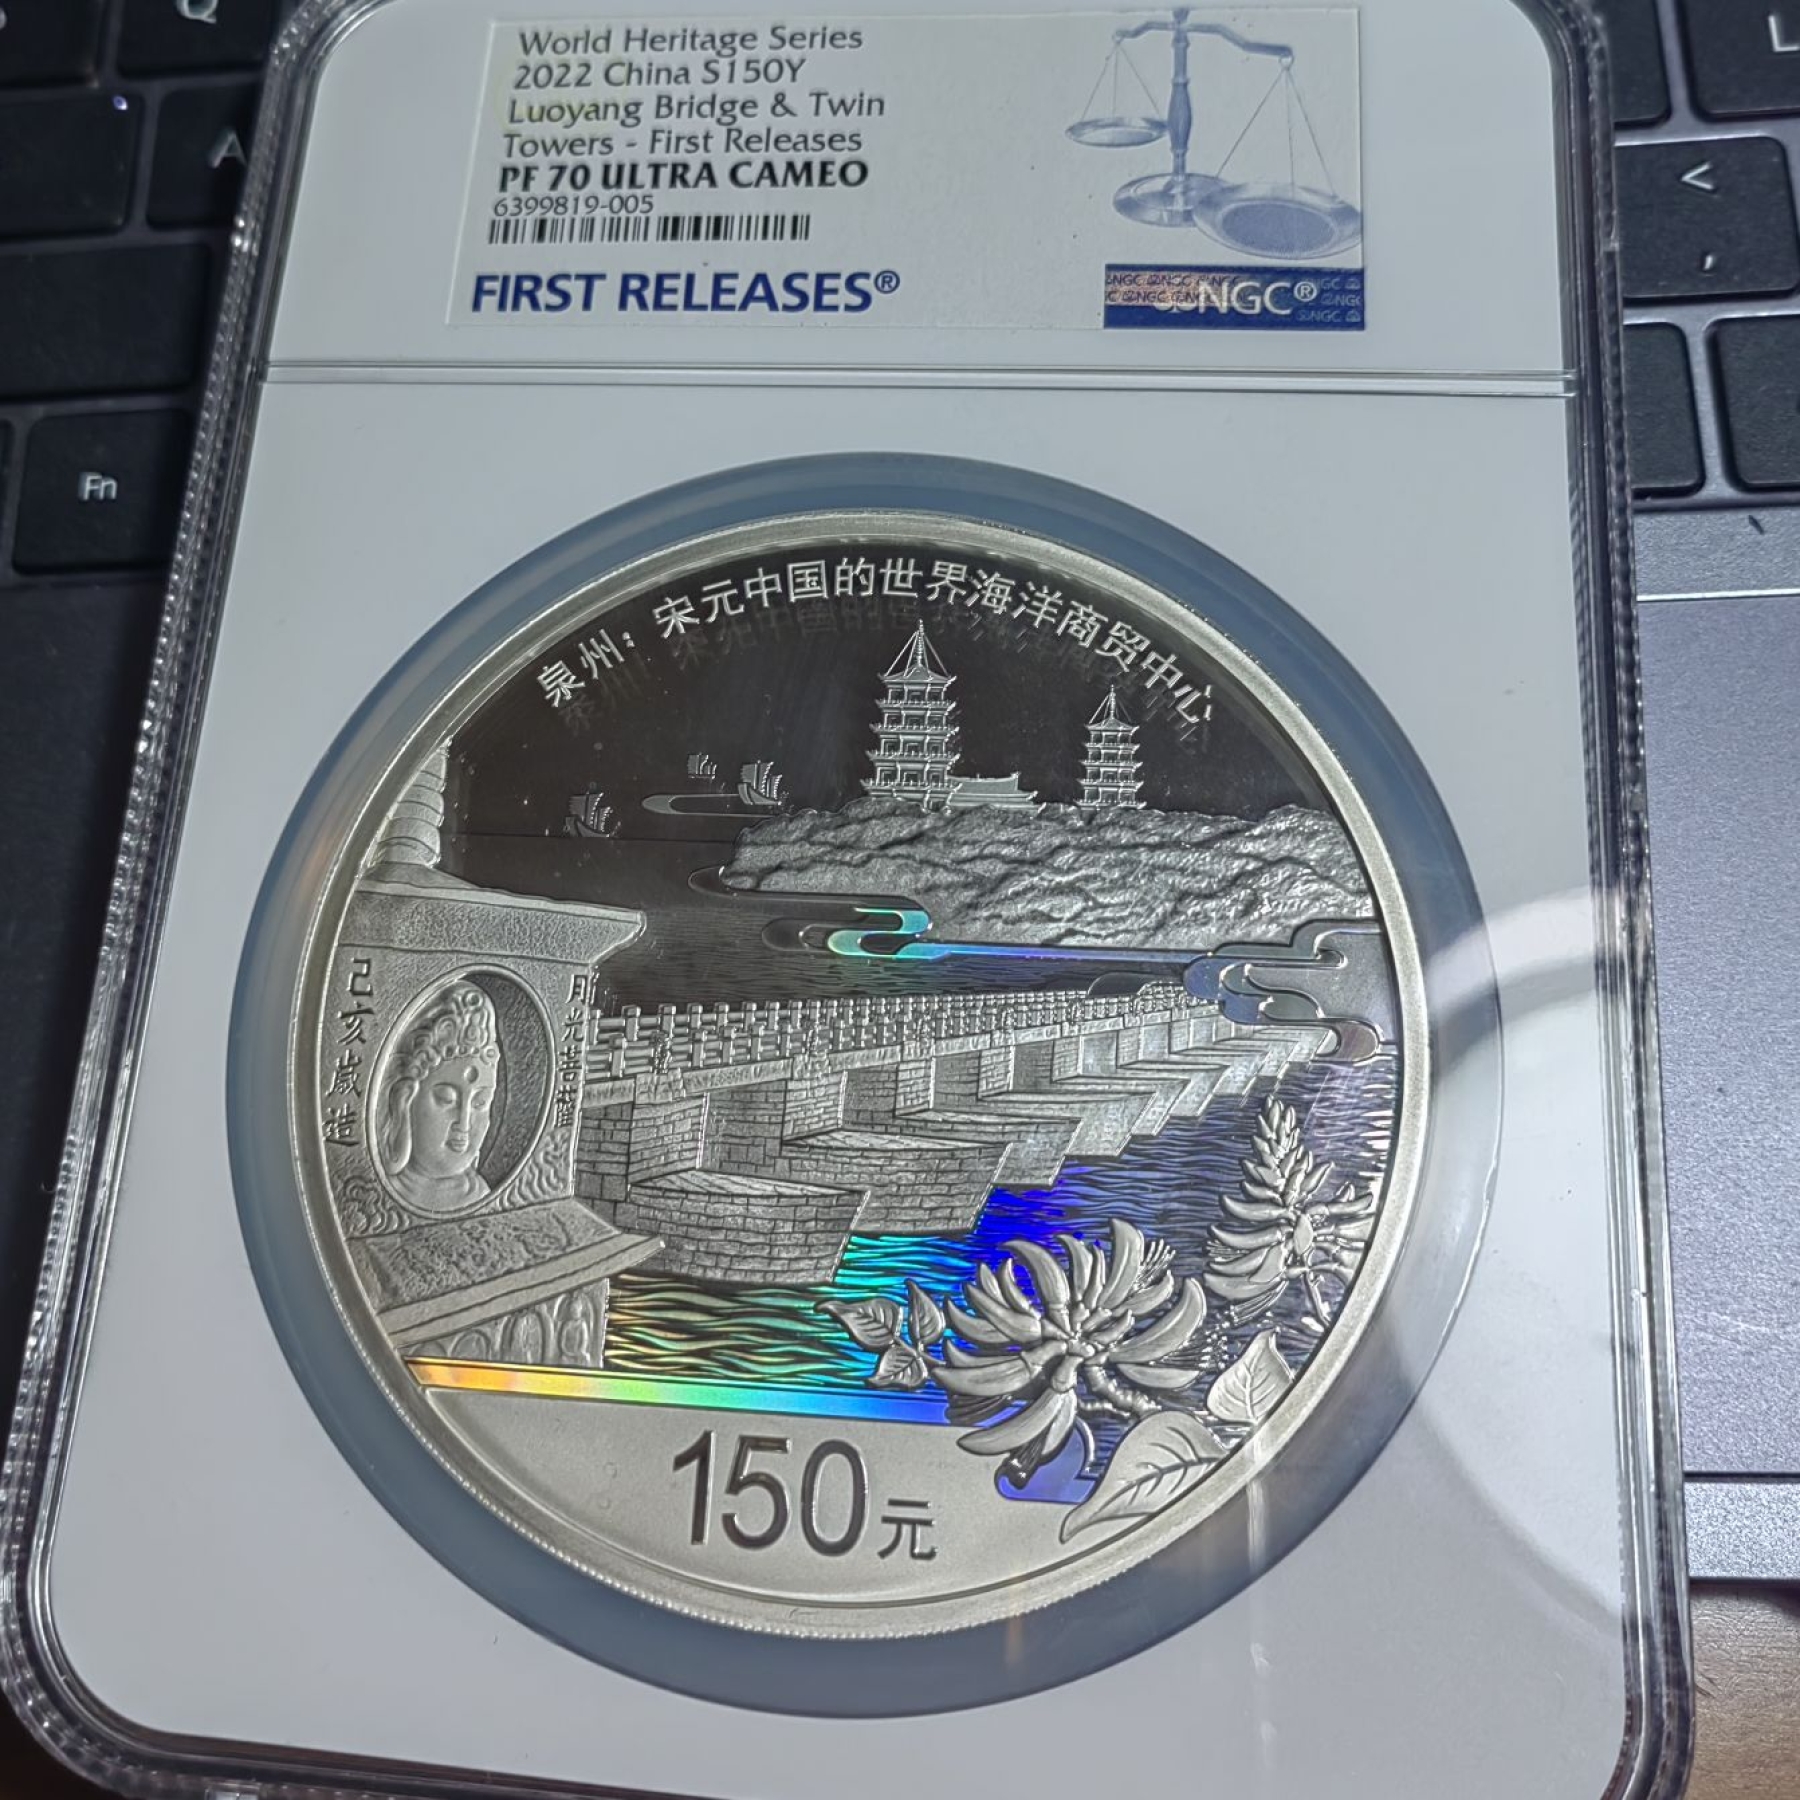 World Heritage Series
2022 China S150Y
Luoyang Bridge & Twin
Towers - First Releases
PF 70 ULTRA CAMEO
6399819-005
FIRST RELEASES®
NGC®
泉州：宋元中国的世界海洋商贸中心
己亥岁造
月光菩萨
150元
Q
A
Fn
L
<
,